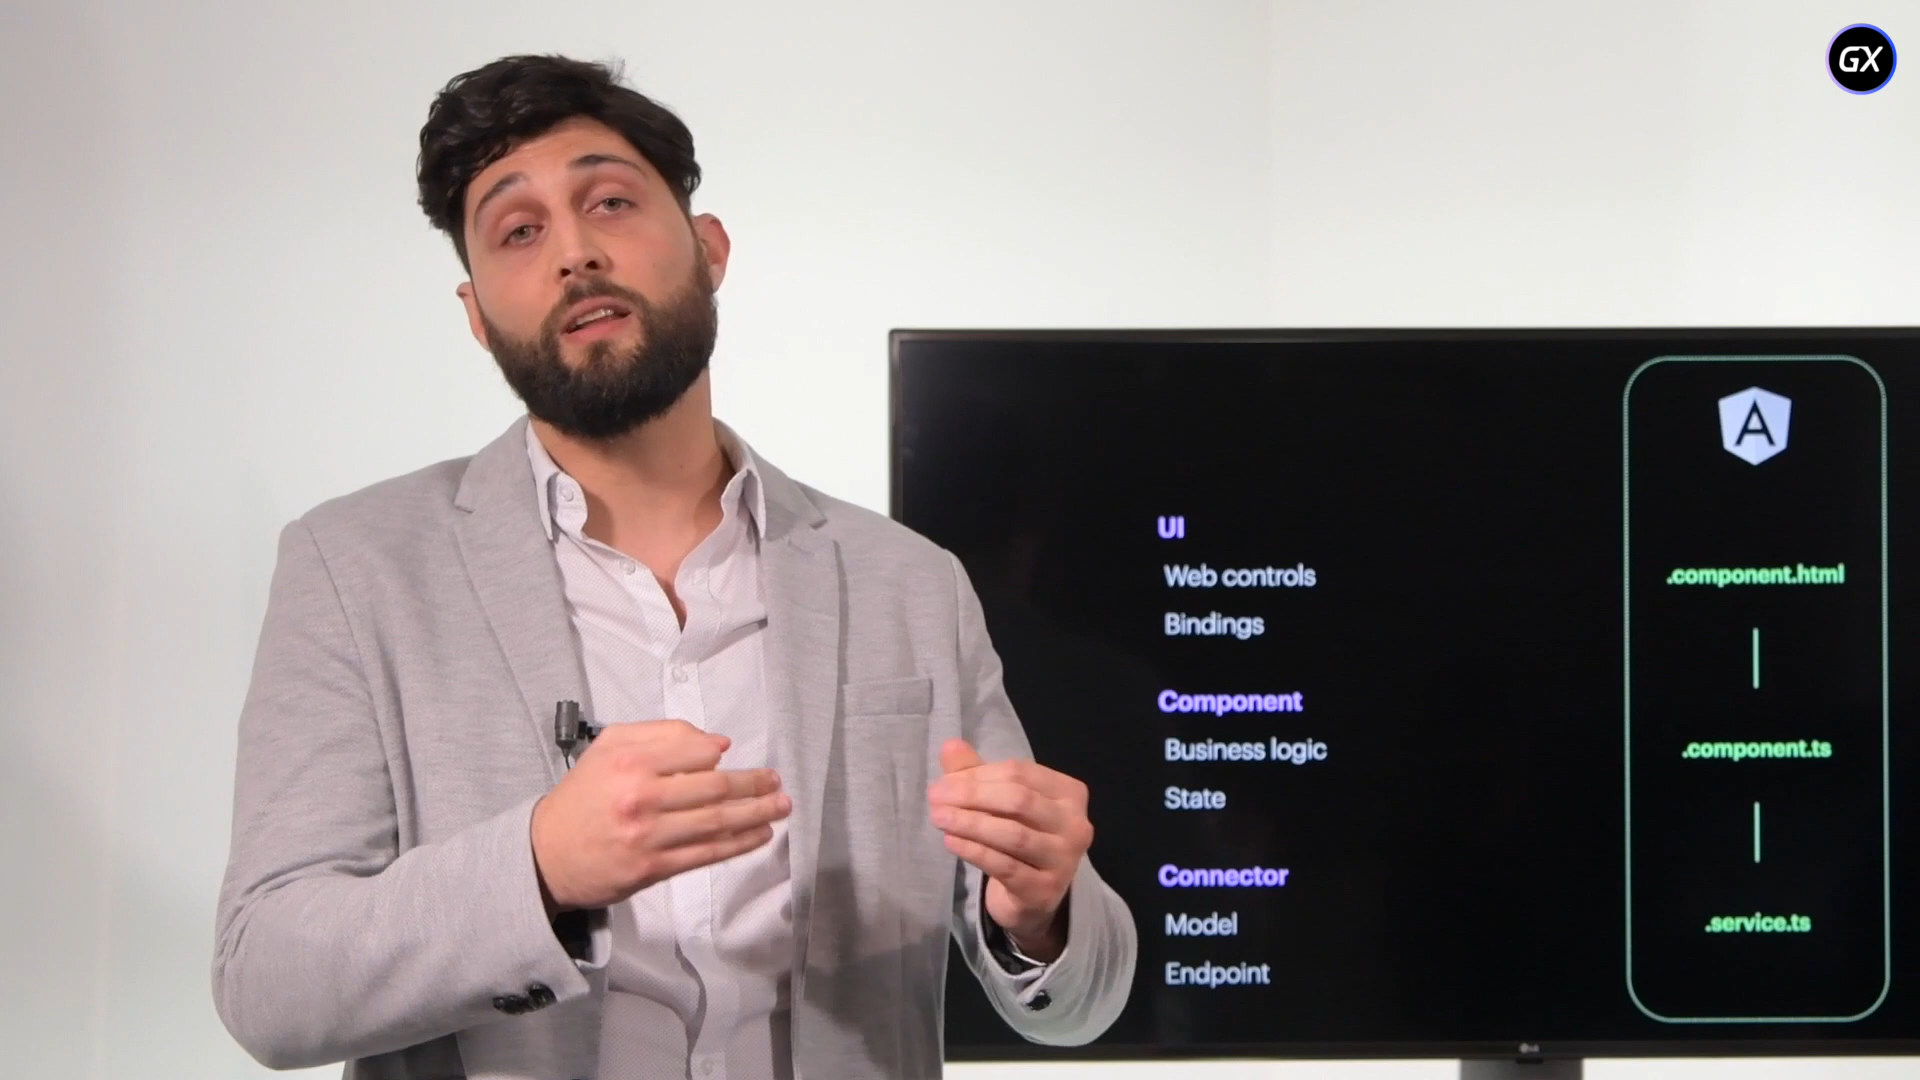 GX
A
UI
Web controls
Bindings
Component
Business logic
State
Connector
Model
Endpoint
.component.html
.component.ts
.service.ts